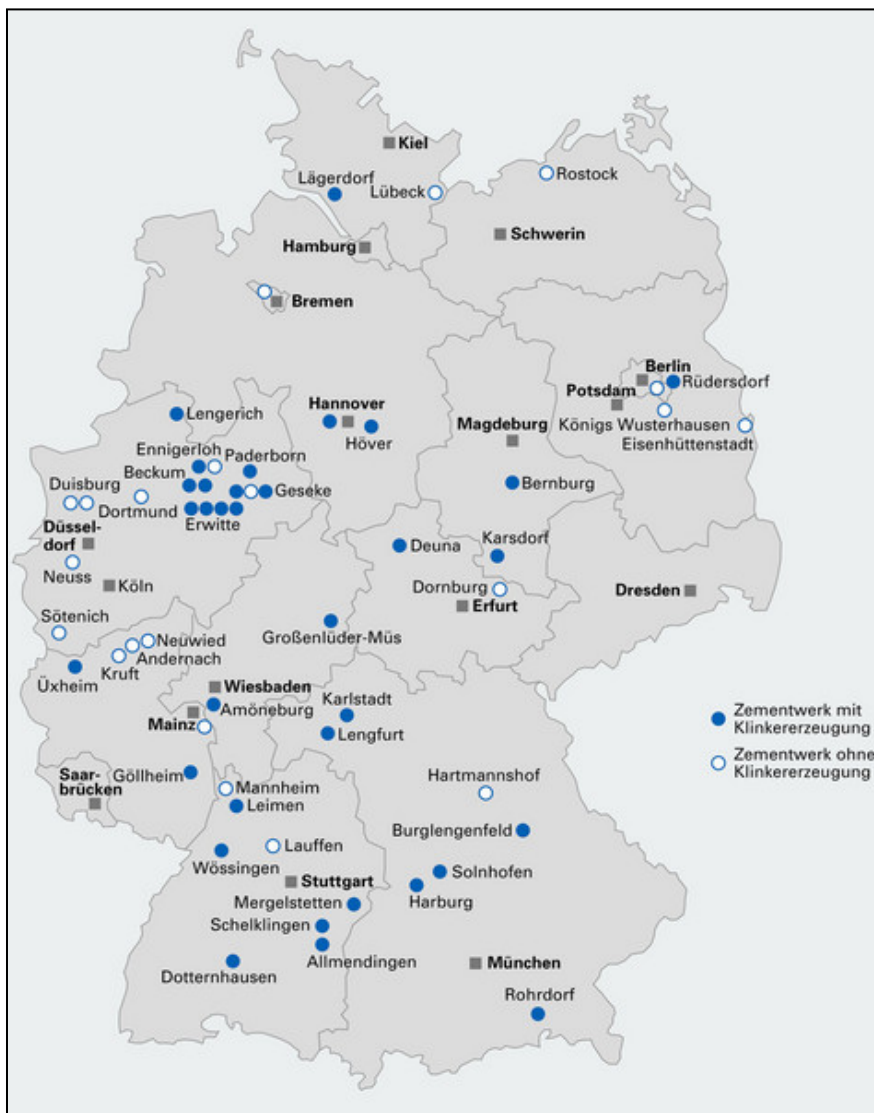 Kiel
Lägerdorf
Lübeck
Rostock
Schwerin
Hamburg
Bremen
Berlin
Rüdersdorf
Potsdam
Königs Wusterhausen
Eisenhüttenstadt
Lengerich
Hannover
Höver
Magdeburg
Ennigerloh
Paderborn
Beckum
Duisburg
Geseke
Bernburg
Dortmund
Erwitte
Düssel-
dorf
Deuna
Karsdorf
Neuss
Köln
Dornburg
Erfurt
Dresden
Sötenich
Großenlüder-Müs
Neuwied
Andernach
Kruft
Üxheim
Wiesbaden
Amöneburg
Karlstadt
Mainz
Lengfurt
Zementwerk mit
Klinkererzeugung
Zementwerk ohne
Klinkererzeugung
Saar-
brücken
Göllheim
Mannheim
Leimen
Hartmannshof
Burglengenfeld
Lauffen
Wössingen
Solnhofen
Stuttgart
Harburg
Mergelstetten
Schelklingen
Allmendingen
Dotternhausen
München
Rohrdorf